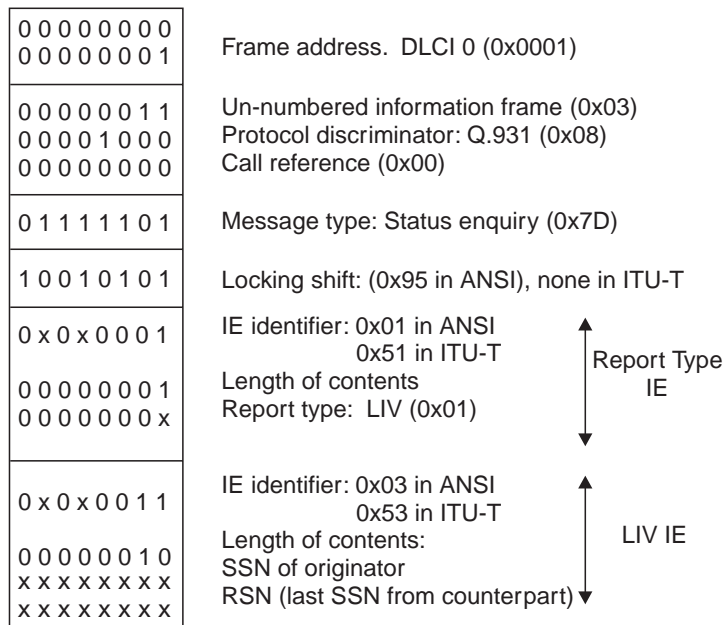 0 0 0 0 0 0 0 0
0 0 0 0 0 0 0 1
Frame address. DLCI 0 (0x0001)
0 0 0 0 0 0 1 1
Un-numbered information frame (0x03)
0 0 0 0 1 0 0 0
Protocol discriminator: Q.931 (0x08)
0 0 0 0 0 0 0 0
Call reference (0x00)
0 1 1 1 1 1 0 1
Message type: Status enquiry (0x7D)
1 0 0 1 0 1 0 1
Locking shift: (0x95 in ANSI), none in ITU-T
0 x 0 x 0 0 0 1
IE identifier: 0x01 in ANSI
0x51 in ITU-T
0 0 0 0 0 0 0 1
Length of contents
0 0 0 0 0 0 0 x
Report type: LIV (0x01)
Report Type
IE
0 x 0 x 0 0 1 1
IE identifier: 0x03 in ANSI
0x53 in ITU-T
0 0 0 0 0 0 1 0
Length of contents:
x x x x x x x x
SSN of originator
x x x x x x x x
RSN (last SSN from counterpart)
LIV IE